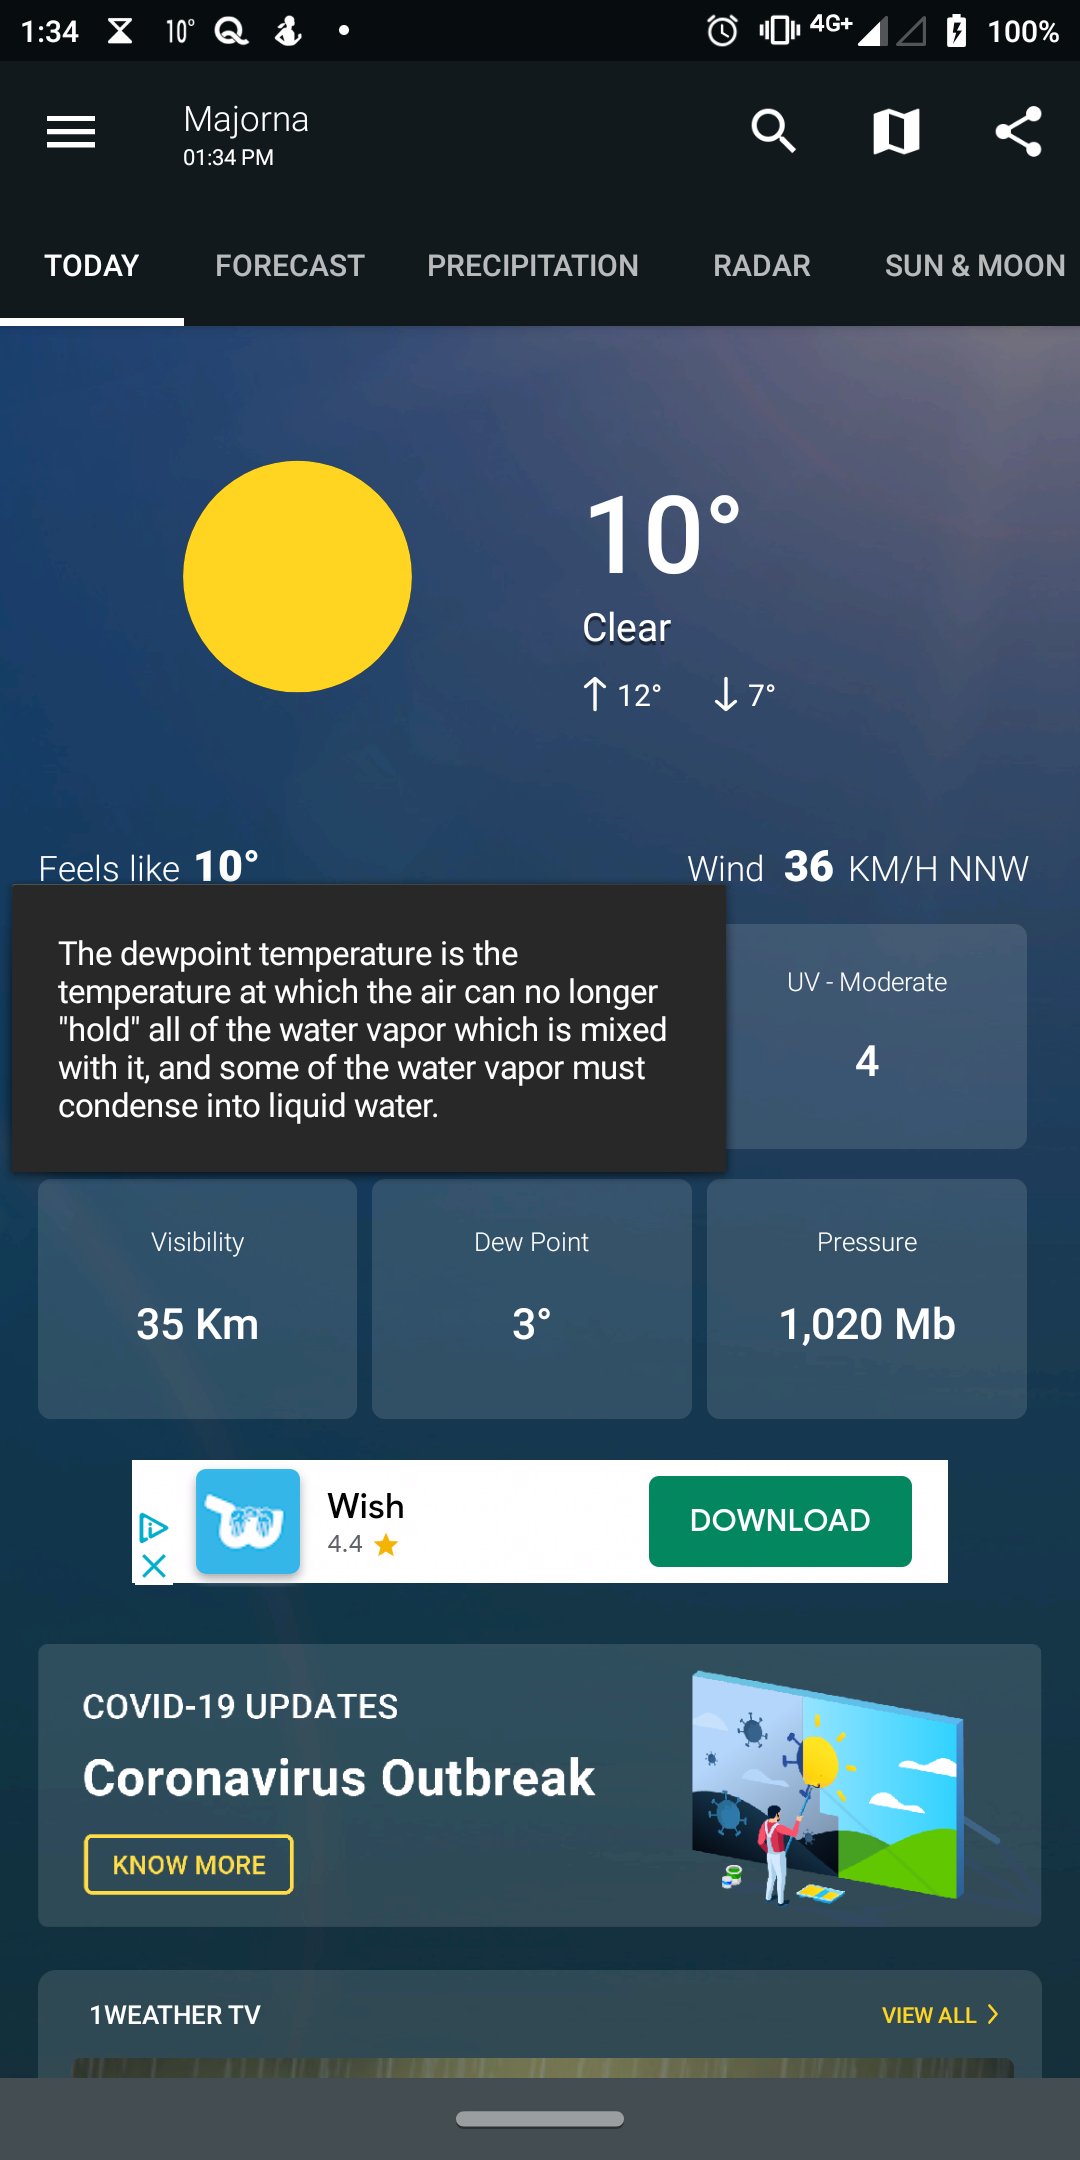 1:34
10°
4G+
100%
Majorna
01:34 PM
TODAY
FORECAST
PRECIPITATION
RADAR
SUN & MOON
10°
Clear
↑ 12° ↓ 7°
Feels like 10°
Wind 36 KM/H NNW
The dewpoint temperature is the
temperature at which the air can no longer
"hold" all of the water vapor which is mixed
with it, and some of the water vapor must
condense into liquid water.
UV - Moderate
4
Visibility
35 Km
Dew Point
3°
Pressure
1,020 Mb
Wish
4.4
DOWNLOAD
COVID-19 UPDATES
Coronavirus Outbreak
KNOW MORE
1WEATHER TV
VIEW ALL